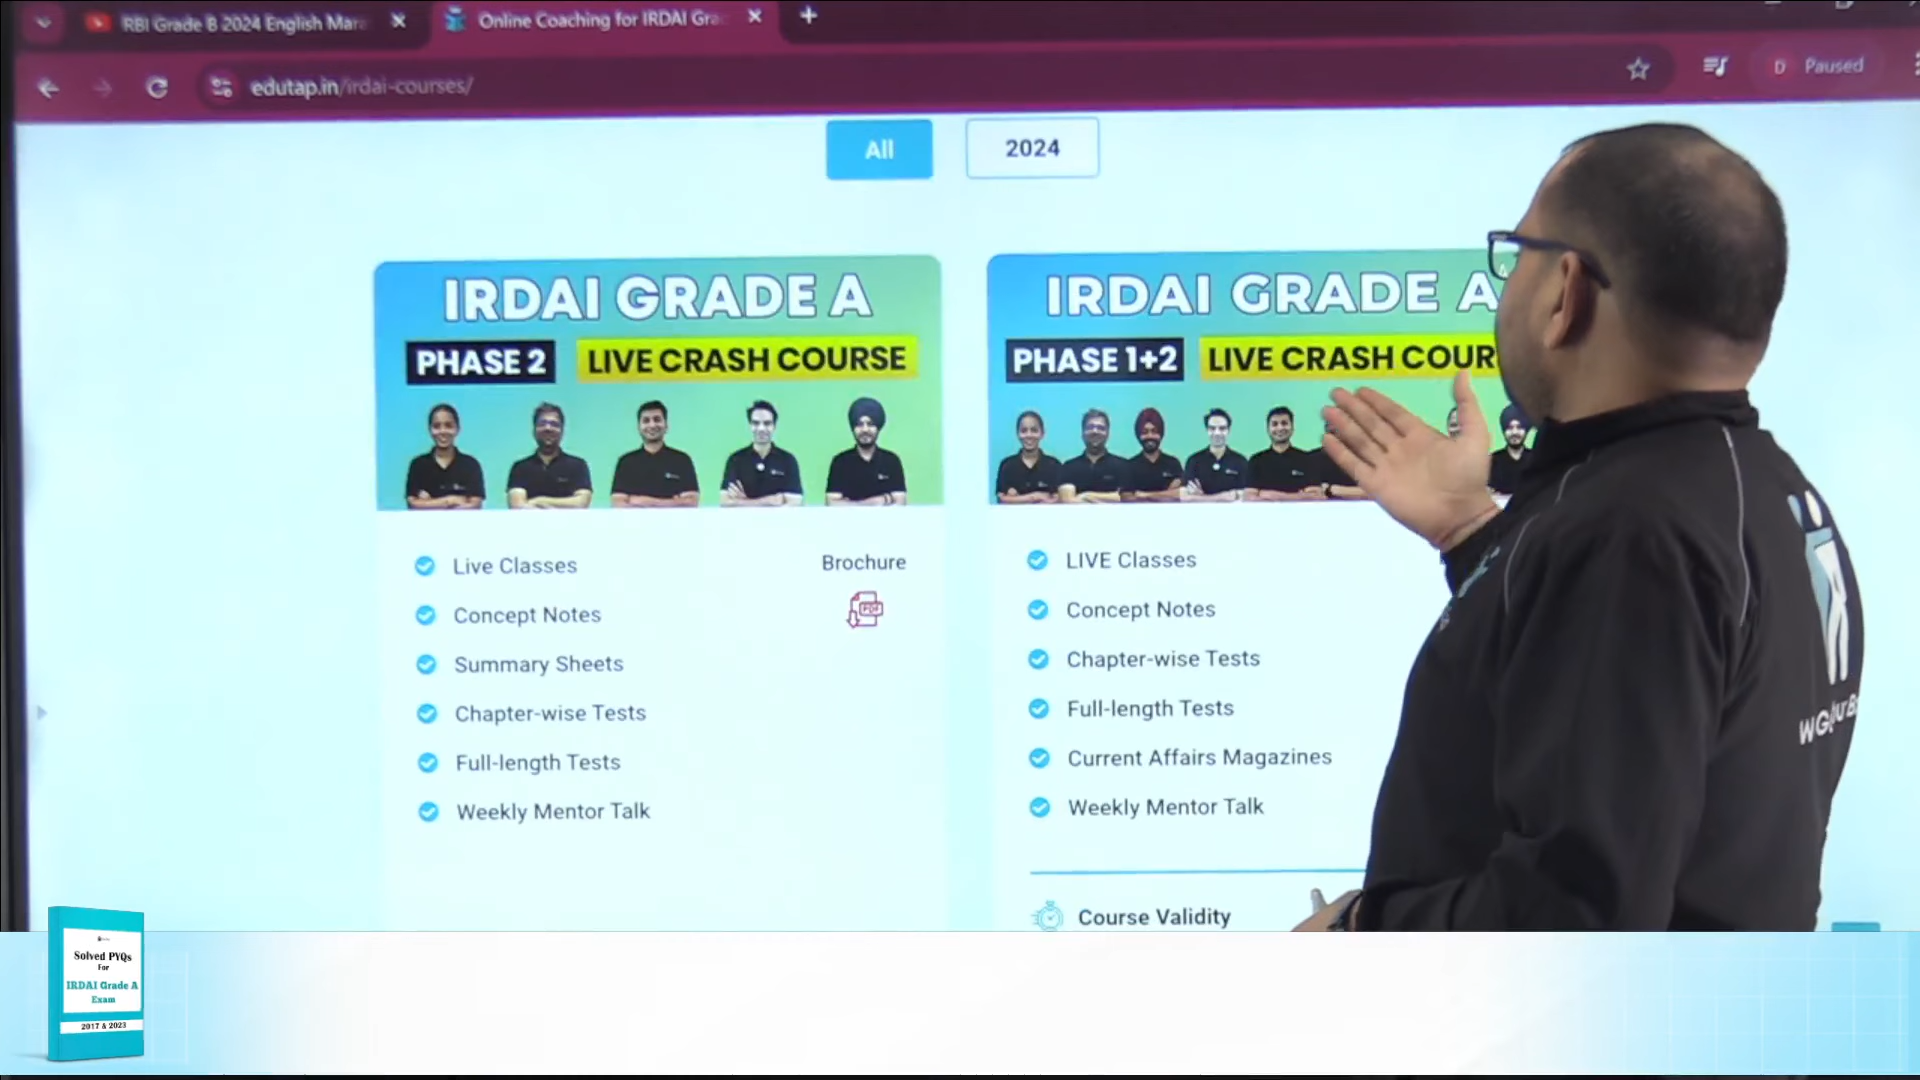 RBI Grade B 2024 English Mara
Online Coaching for IRDAI Gra
edutap.in/irdai-courses/
D Paused
All
2024
IRDAI GRADE A
PHASE 2 LIVE CRASH COURSE
Live Classes
Brochure
PDF
Concept Notes
Summary Sheets
Chapter-wise Tests
Full-length Tests
Weekly Mentor Talk
IRDAI GRADE A
PHASE 1+2 LIVE CRASH COUR
LIVE Classes
Concept Notes
Chapter-wise Tests
Full-length Tests
Current Affairs Magazines
Weekly Mentor Talk
Course Validity
Solved PYQs
For
IRDAI Grade A
Exam
2017 & 2023